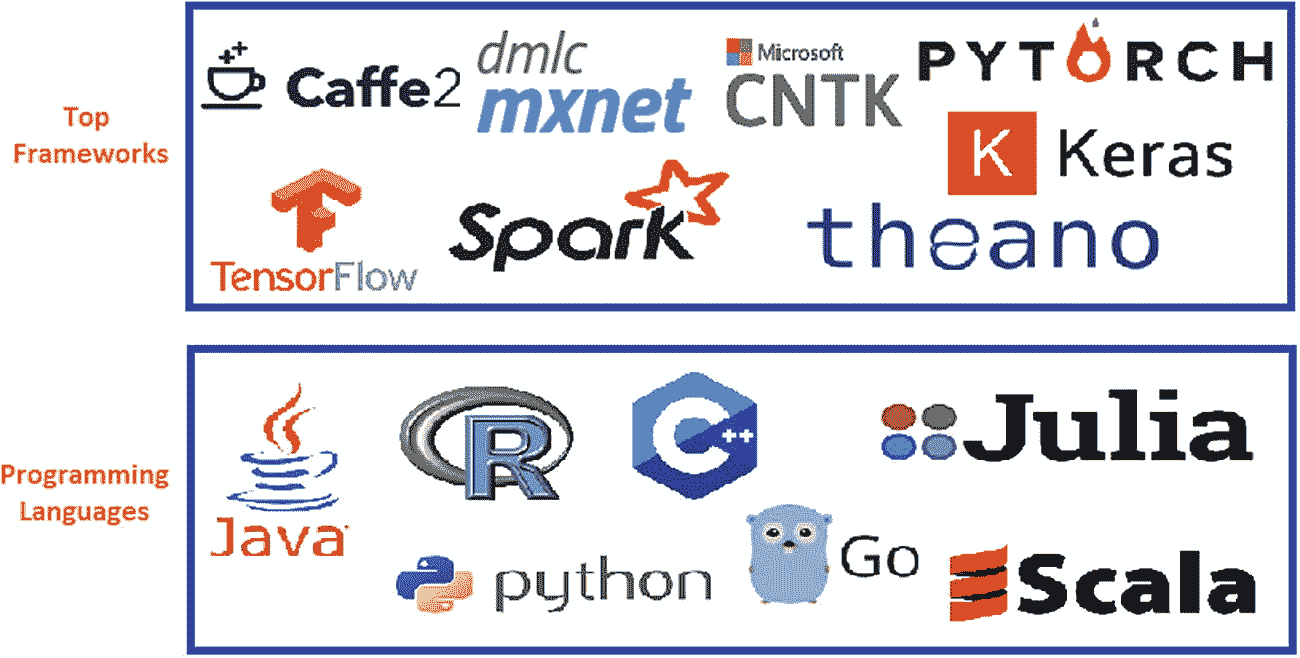 Top
Frameworks
Caffe2
dmlc
mxnet
Microsoft
CNTK
PYTORCH
K Keras
TensorFlow
Spark
theano
Programming
Languages
Java
R
C++
Julia
python
Go
Scala